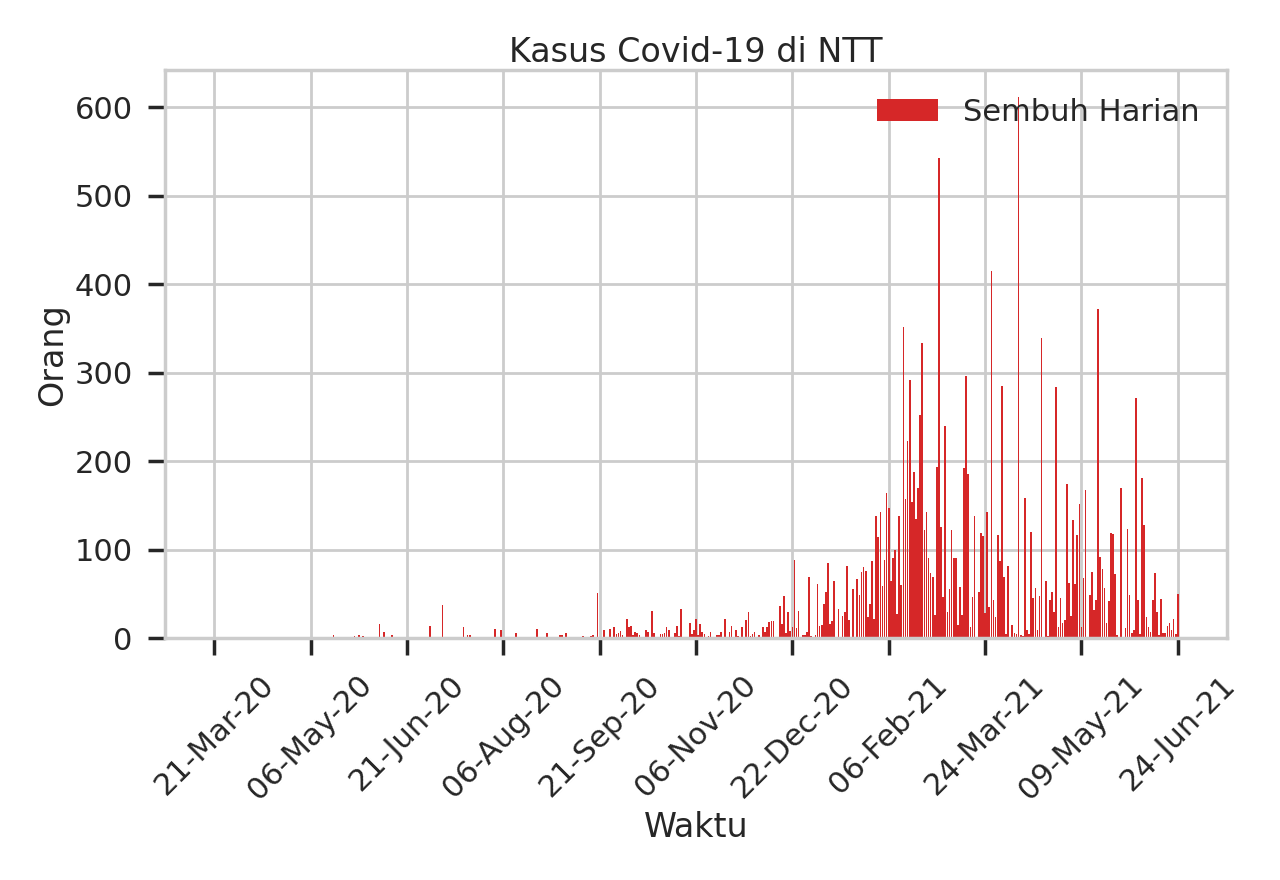 Kasus Covid-19 di NTT
Sembuh Harian
Orang
600
500
400
300
200
100
0
21-Mar-20
06-May-20
21-Jun-20
06-Aug-20
21-Sep-20
06-Nov-20
22-Dec-20
06-Feb-21
24-Mar-21
09-May-21
24-Jun-21
Waktu